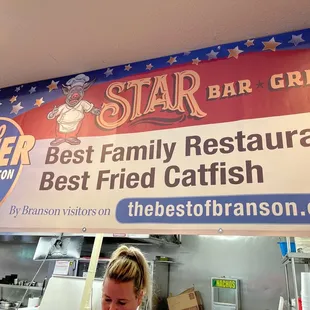 STAR BAR ★ GRI
Best Family Restaura
Best Fried Catfish
By Branson visitors on thebestofbranson.
NACHOS